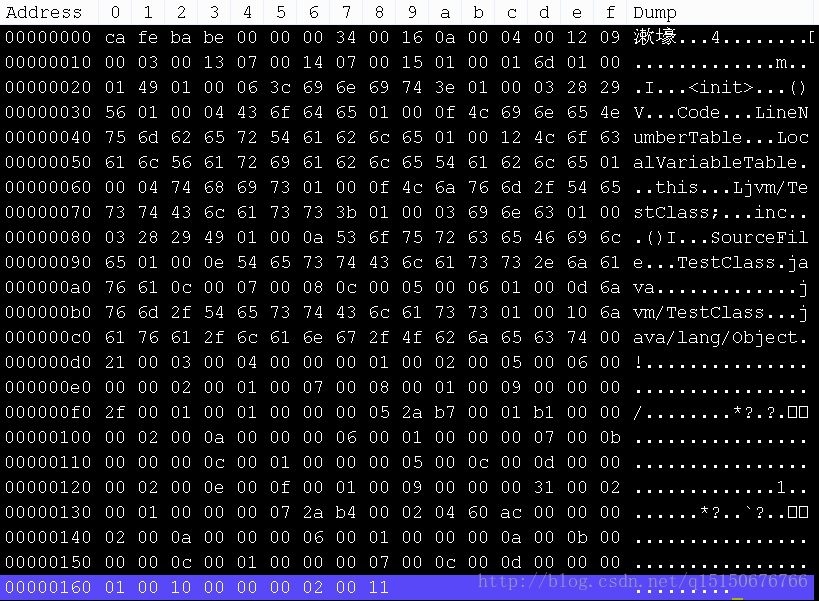 Address 0 1 2 3 4 5 6 7 8 9 a b c d e f Dump
00000000 ca fe ba be 00 00 00 34 00 16 0a 00 04 00 12 09 漱壕...4........[
00000010 00 03 00 13 07 00 14 07 00 15 01 00 01 6d 01 00 .............m..
00000020 01 49 01 00 06 3c 69 6e 69 74 3e 01 00 03 28 29 .I...<init>...()
00000030 56 01 00 04 43 6f 64 65 01 00 0f 4c 69 6e 65 4e V...Code...LineN
00000040 75 6d 62 65 72 54 61 62 6c 65 01 00 12 4c 6f 63 umberTable...Loc
00000050 61 6c 56 61 72 69 61 62 6c 65 54 61 62 6c 65 01 alVariableTable.
00000060 00 04 74 68 69 73 01 00 0f 4c 6a 76 6d 2f 54 65 ..this...Ljvm/Te
00000070 73 74 43 6c 61 73 73 3b 01 00 03 69 6e 63 01 00 stClass;...inc..
00000080 03 28 29 49 01 00 0a 53 6f 75 72 63 65 46 69 6c .()I...SourceFil
00000090 65 01 00 0e 54 65 73 74 43 6c 61 73 73 2e 6a 61 e...TestClass.ja
000000a0 76 61 0c 00 07 00 08 0c 00 05 00 06 01 00 0d 6a va.............j
000000b0 76 6d 2f 54 65 73 74 43 6c 61 73 73 01 00 10 6a vm/TestClass...j
000000c0 61 76 61 2f 6c 61 6e 67 2f 4f 62 6a 65 63 74 00 ava/lang/Object.
000000d0 21 00 03 00 04 00 00 00 01 00 02 00 05 00 06 00 !...............
000000e0 00 00 02 00 01 00 07 00 08 00 01 00 09 00 00 00 ................
000000f0 2f 00 01 00 01 00 00 00 05 2a b7 00 01 b1 00 00 /........*?.?.□□
00000100 00 02 00 0a 00 00 00 06 00 01 00 00 00 07 00 0b ................
00000110 00 00 00 0c 00 01 00 00 00 05 00 0c 00 0d 00 00 ................
00000120 00 02 00 0e 00 0f 00 01 00 09 00 00 00 31 00 02 .............1..
00000130 00 01 00 00 00 07 2a b4 00 02 04 60 ac 00 00 00 ......*?..`?..□□
00000140 02 00 0a 00 00 00 06 00 01 00 00 00 0a 00 0b 00 ................
00000150 00 00 0c 00 01 00 00 00 07 00 0c 00 0d 00 00 00 ................
00000160 01 00 10 00 00 00 02 00 11 .........
http://blog.csdn.net/q15150676766